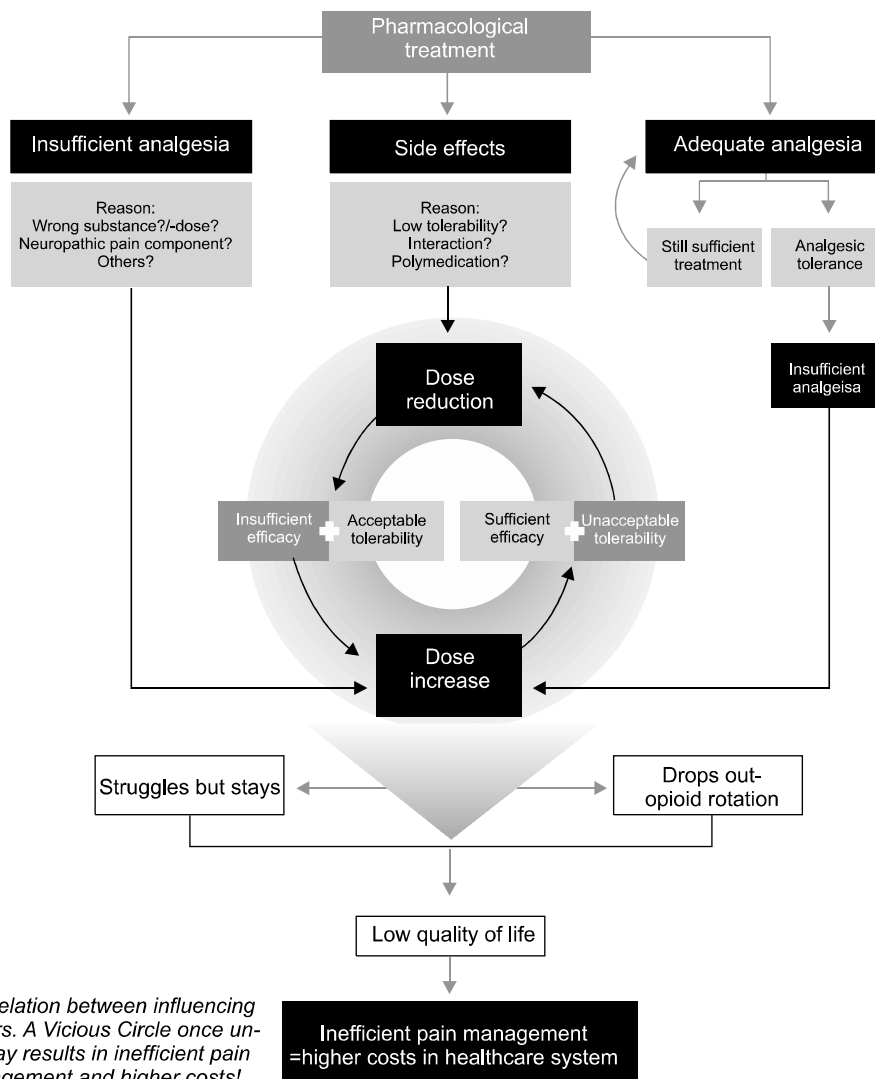 Pharmacological
treatment
Insufficient analgesia
Side effects
Adequate analgesia
Reason:
Wrong substance?/-dose?
Neuropathic pain component?
Others?
Reason:
Low tolerability?
Interaction?
Polymedication?
Still sufficient
treatment
Analgesic
tolerance
Insufficient
analgeisa
Dose
reduction
Insufficient
efficacy
Acceptable
tolerability
Sufficient
efficacy
Unacceptable
tolerability
Dose
increase
Struggles but stays
Drops out-
opioid rotation
Low quality of life
Inefficient pain management
=higher costs in healthcare system
elation between influencing
rs. A Vicious Circle once un-
ay results in inefficient pain
agement and higher costs!